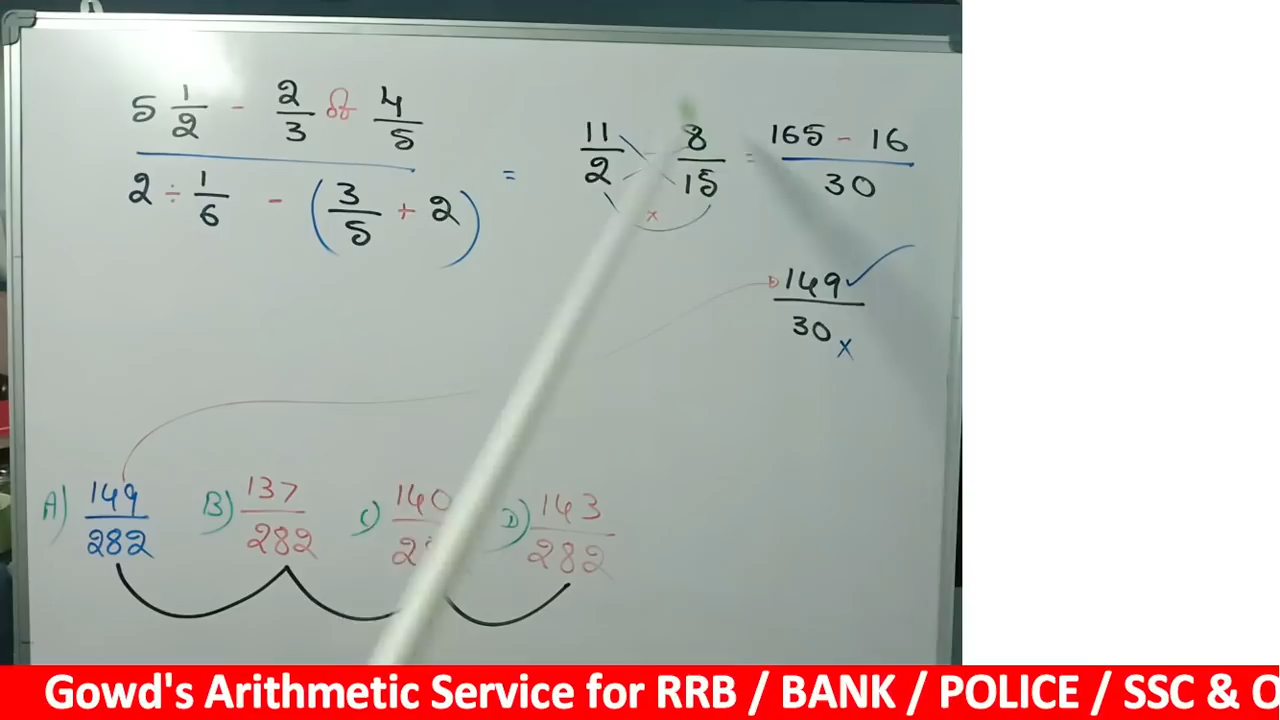 5 1/2 - 2/3 of 4/5
2 ÷ 1/6 - (3/5 + 2)
=
11/2 - 8/15 = 165 - 16 / 30
x
149 ✓
30 x
A) 149/282 B) 137/282 C) 140 D) 143/282
Gowd's Arithmetic Service for RRB / BANK / POLICE / SSC & O